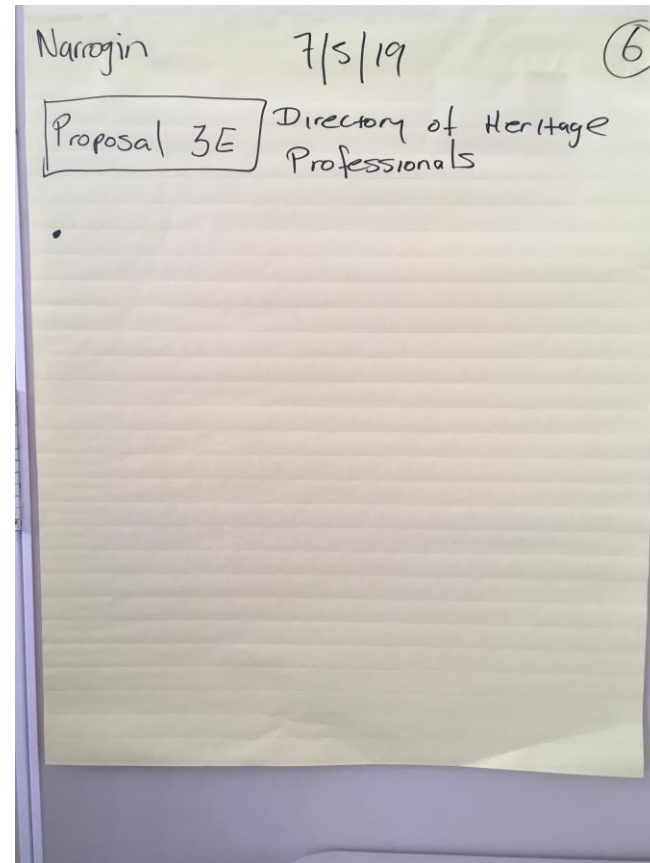 Narrogin 7/5/19 6
Proposal 3E Directory of Heritage
Professionals
•